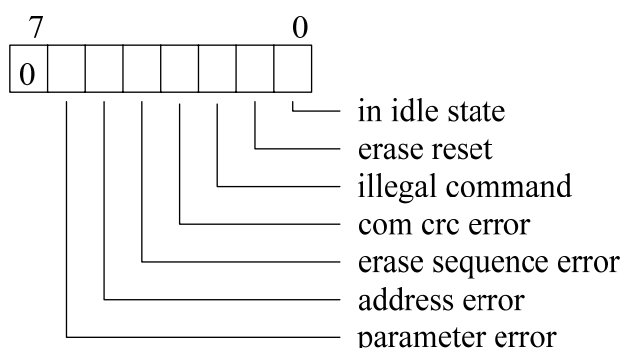 7 0
0
in idle state
erase reset
illegal command
com crc error
erase sequence error
address error
parameter error